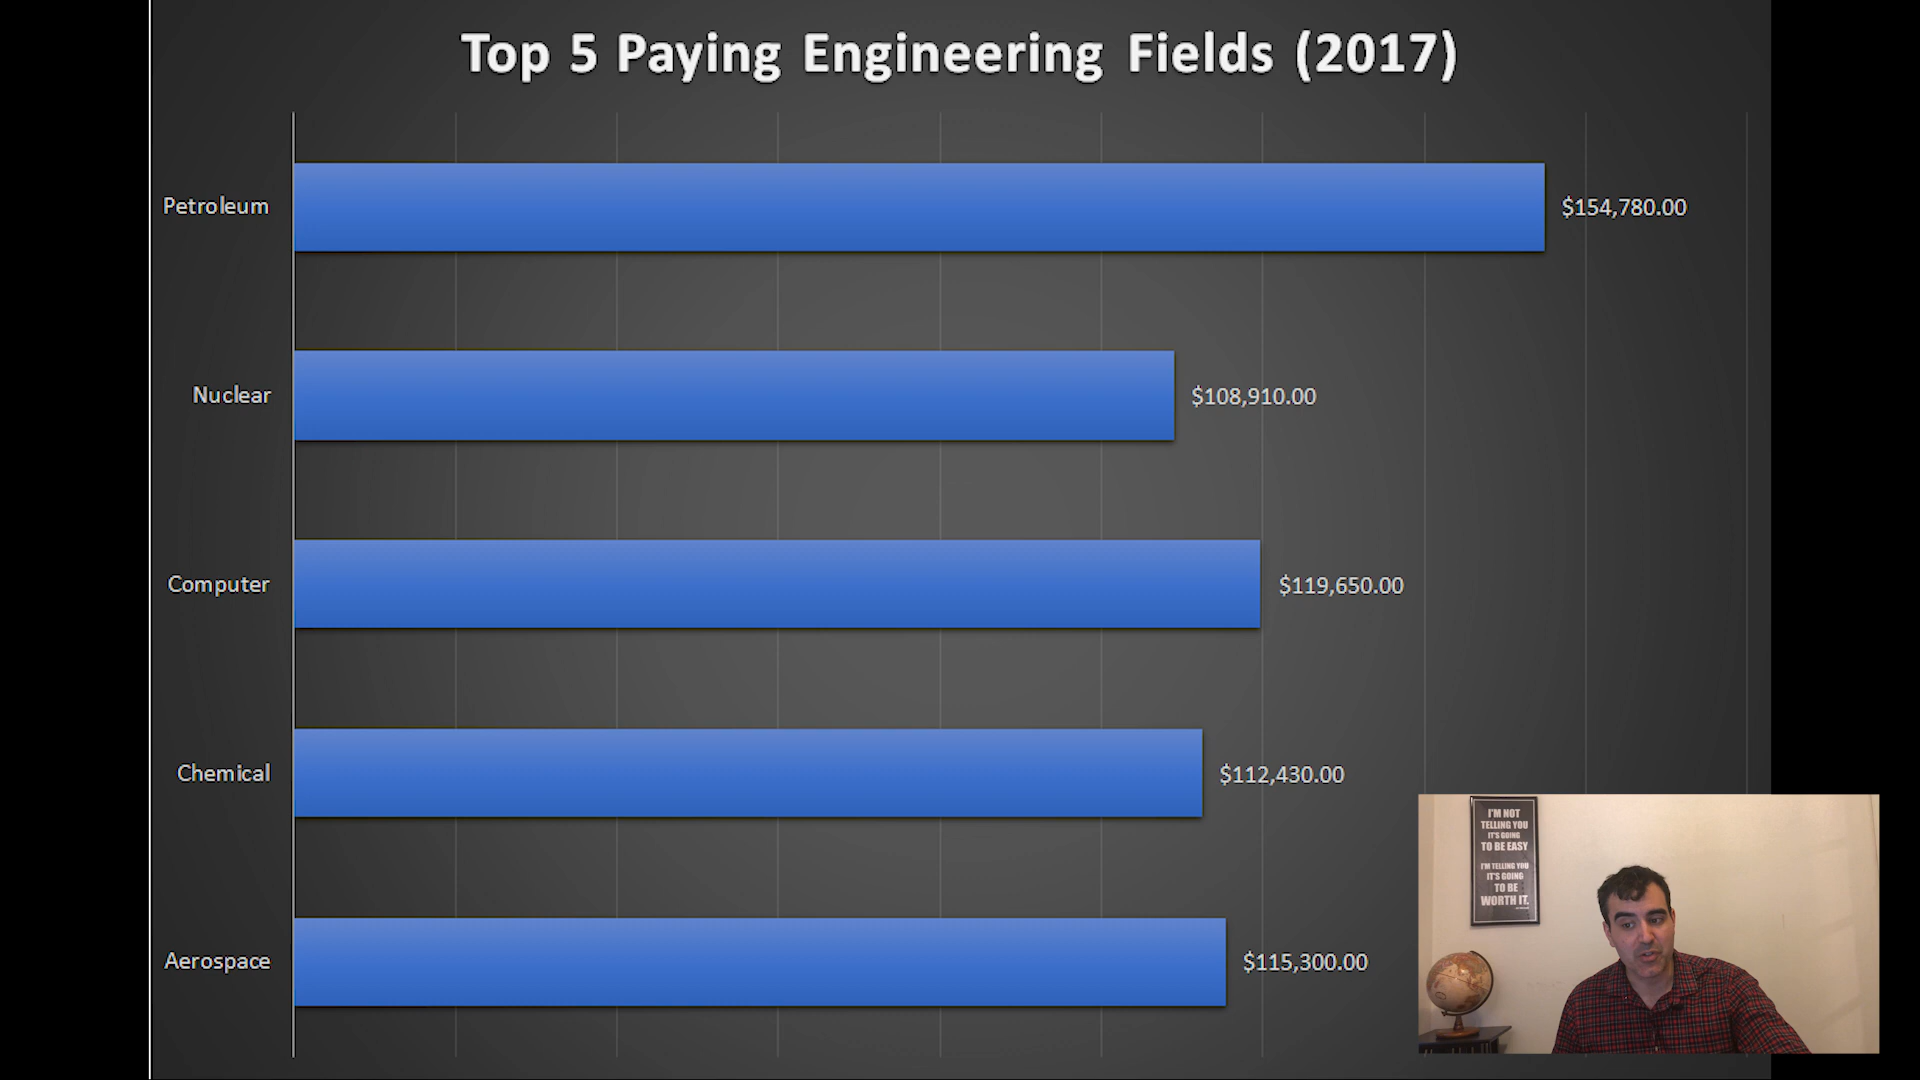 Top 5 Paying Engineering Fields (2017)
Petroleum
$154,780.00
Nuclear
$108,910.00
Computer
$119,650.00
Chemical
$112,430.00
Aerospace
$115,300.00
I'M NOT
TELLING YOU
IT'S GOING
TO BE EASY
I'M TELLING YOU
IT'S GOING
TO BE
WORTH IT.